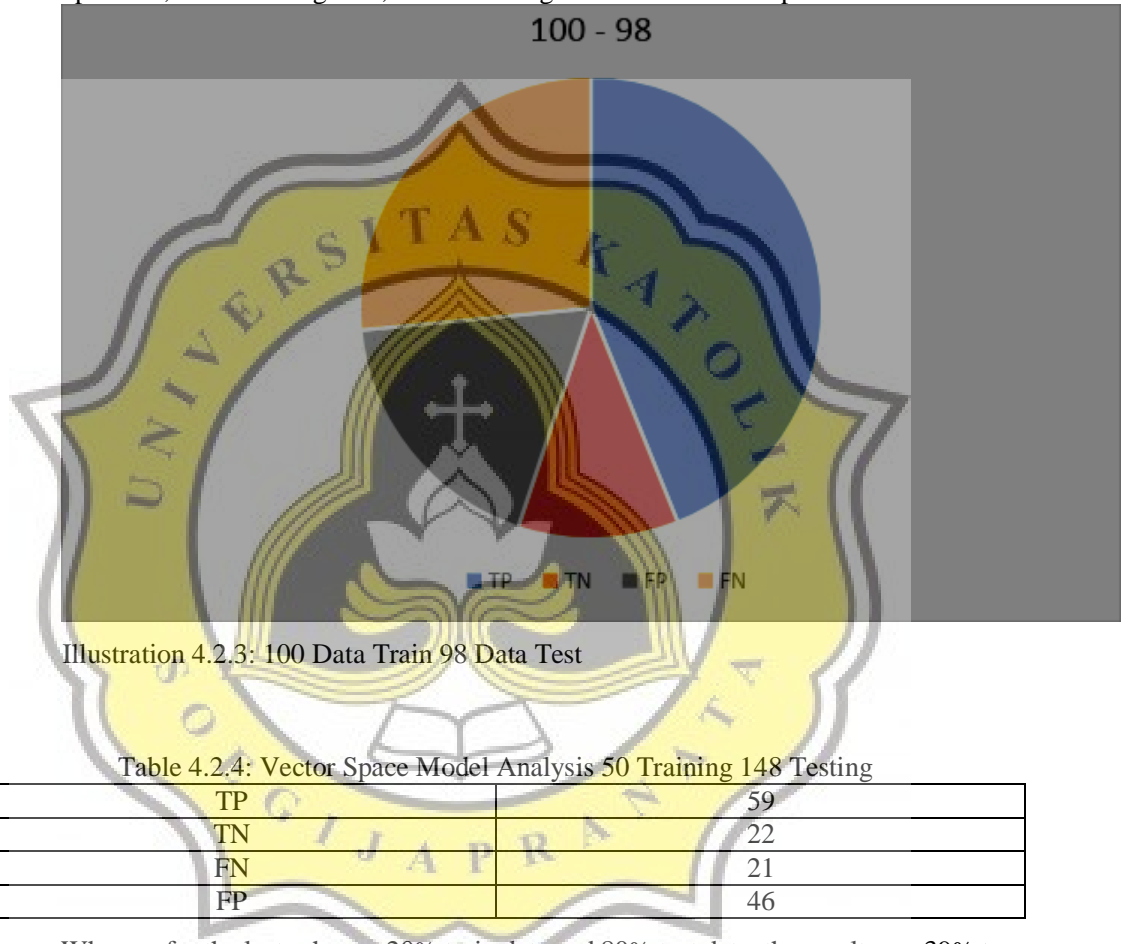 100 - 98
UNIVERSITAS KATOLIK
TP TN FP FN
Illustration 4.2.3: 100 Data Train 98 Data Test
SOEGIJAPRANATA
Table 4.2.4: Vector Space Model Analysis 50 Training 148 Testing
TP 59
TN 22
FN 21
FP 46